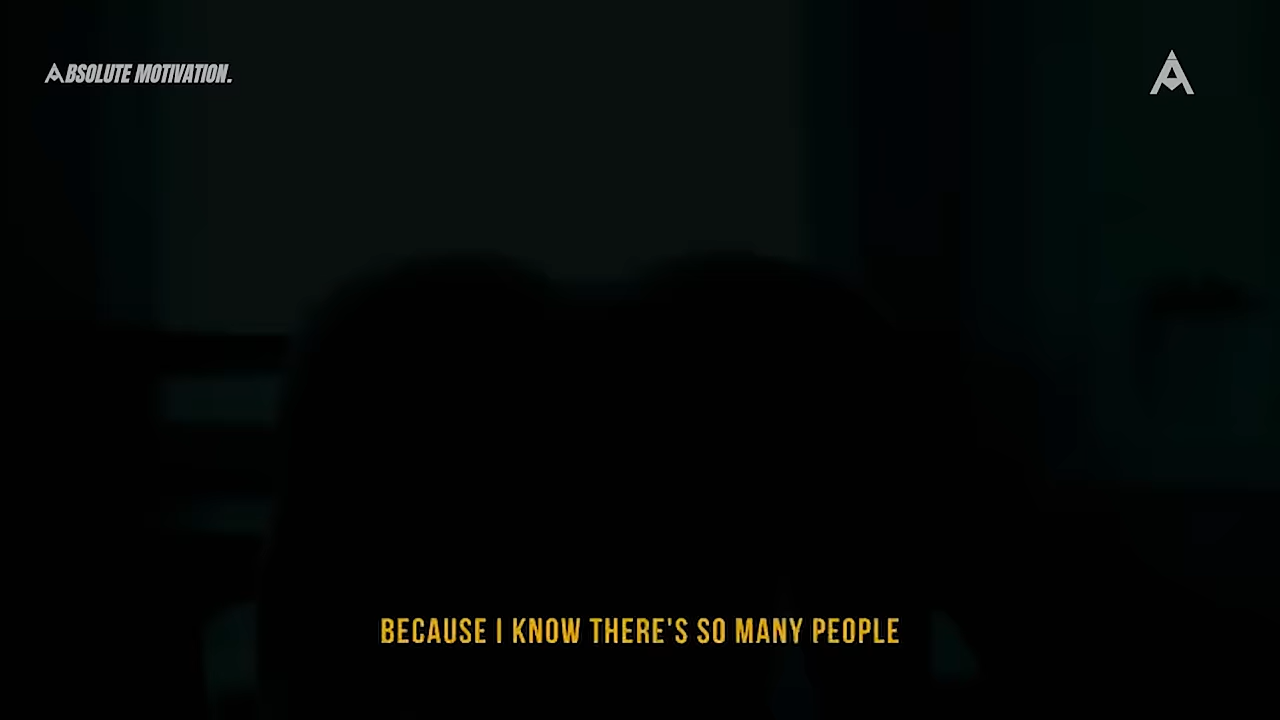 ABSOLUTE MOTIVATION.
BECAUSE I KNOW THERE'S SO MANY PEOPLE